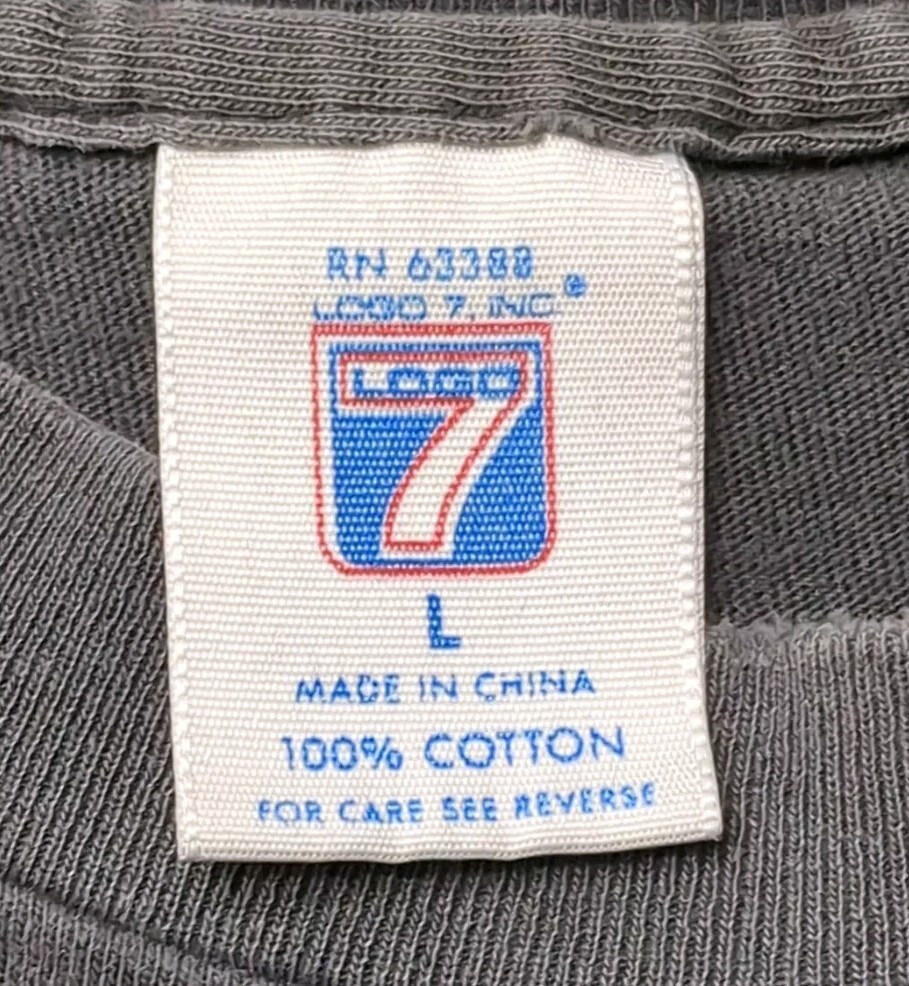 RN 63388
LOGO 7, INC ®
LOGO
7
L
MADE IN CHINA
100% COTTON
FOR CARE SEE REVERSE